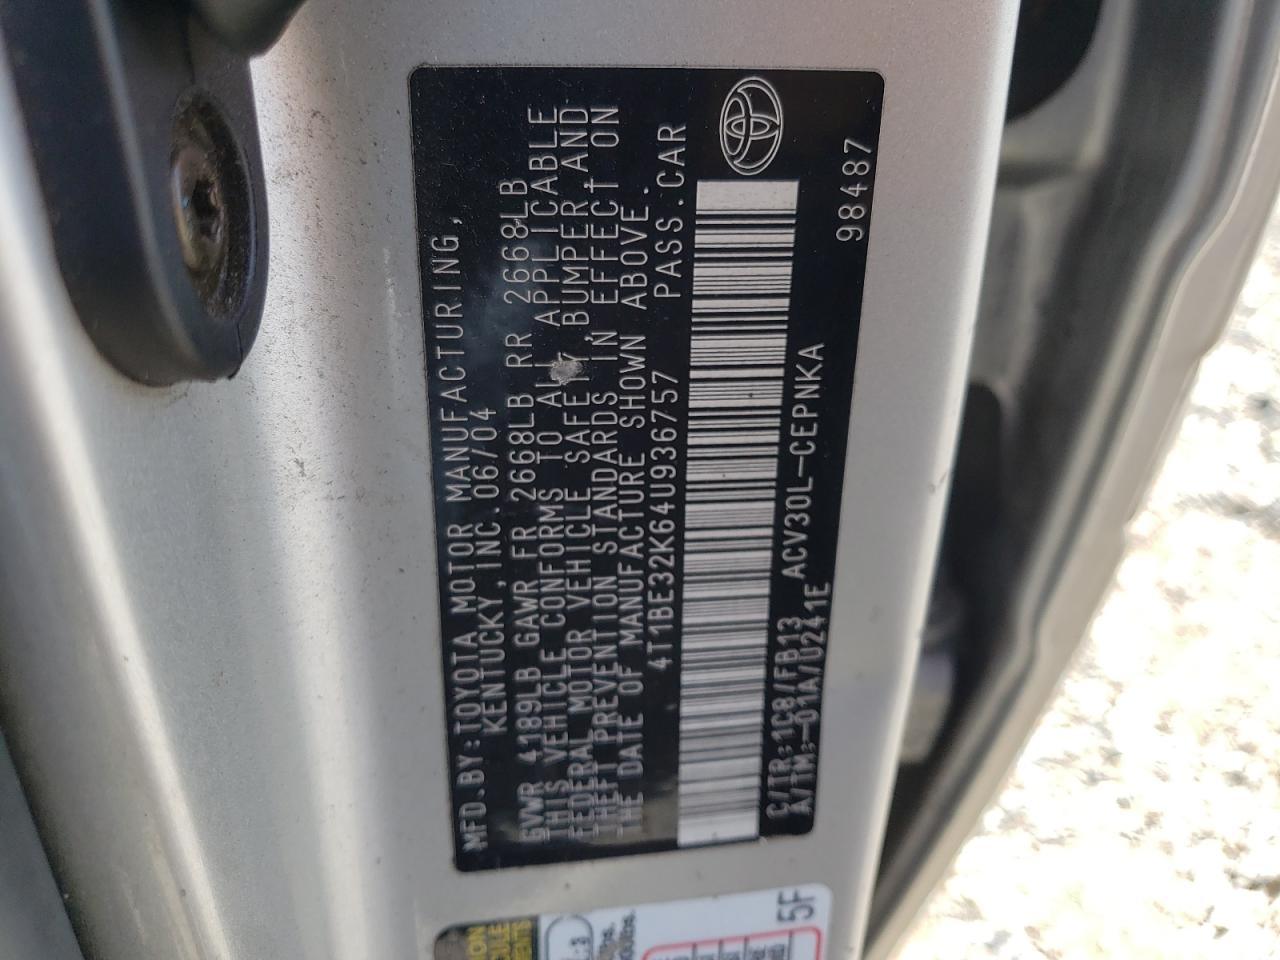 MFD.BY:TOYOTA MOTOR MANUFACTURING,
KENTUCKY,INC.06/04
GVWR 4189LB GAWR FR 2668LB RR 2668LB
THIS VEHICLE CONFORMS TO ALL APPLICABLE
FEDERAL MOTOR VEHICLE SAFETY,BUMPER,AND
THEFT PREVENTION STANDARDS IN EFFECT ON
THE DATE OF MANUFACTURE SHOWN ABOVE.
4T1BE32K64U936757 PASS.CAR
C/TR:1C8/FB13 ACV30L-CEPNKA 98487
A/TM:-01A/U241E
5F